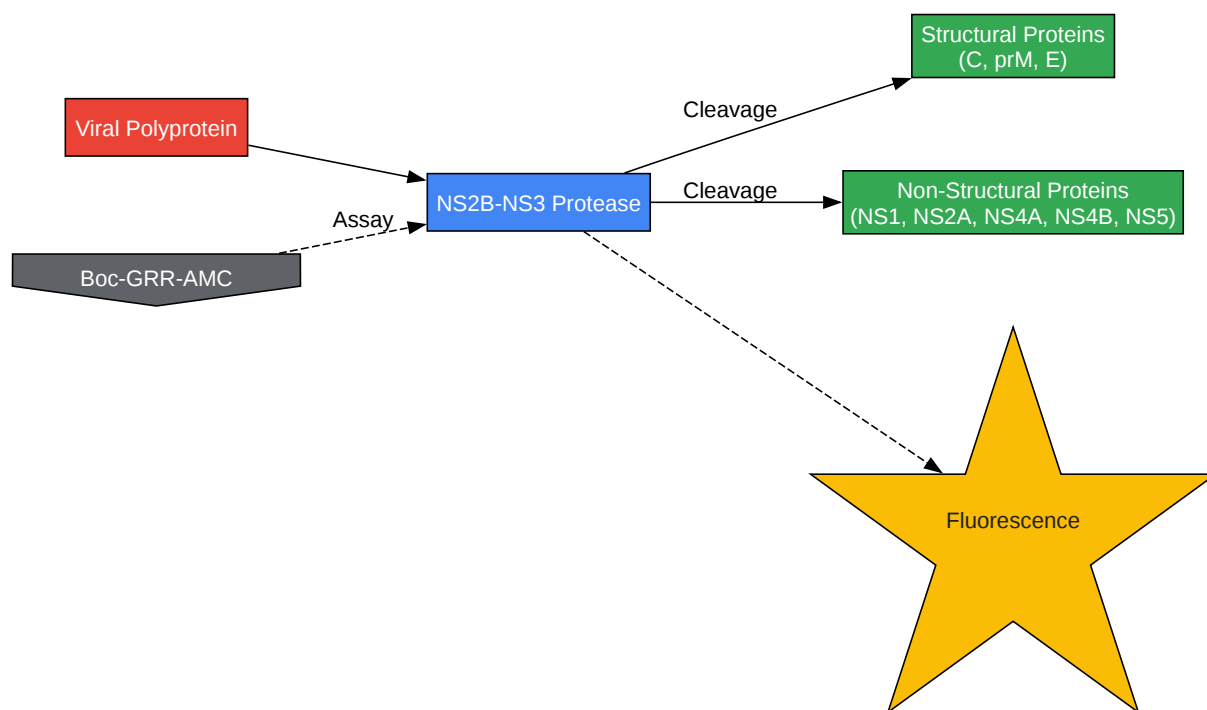 Structural Proteins
(C, prM, E)
Cleavage
Viral Polyprotein
NS2B-NS3 Protease
Cleavage
Non-Structural Proteins
(NS1, NS2A, NS4A, NS4B, NS5)
Assay
Boc-GRR-AMC
Fluorescence